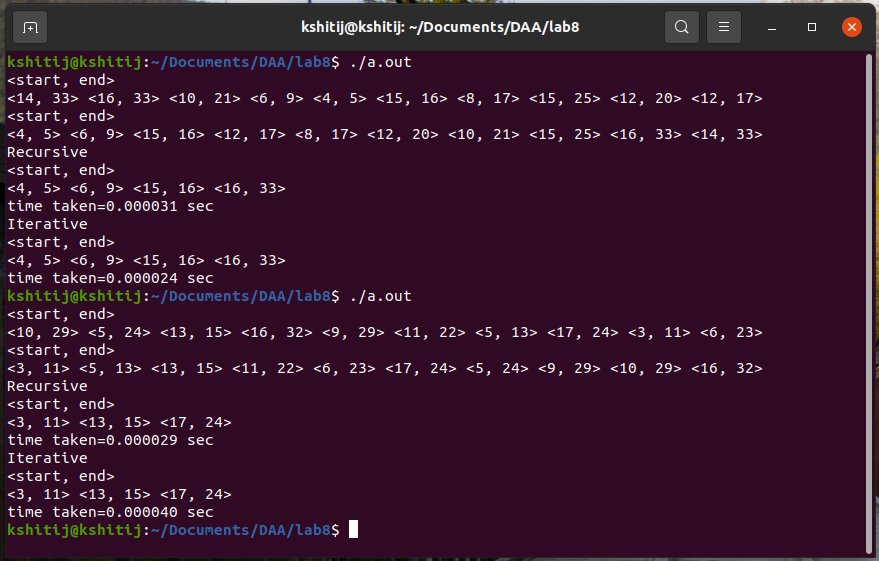 kshitij@kshitij: ~/Documents/DAA/lab8
kshitij@kshitij:~/Documents/DAA/lab8$ ./a.out
<start, end>
<14, 33> <16, 33> <10, 21> <6, 9> <4, 5> <15, 16> <8, 17> <15, 25> <12, 20> <12, 17>
<start, end>
<4, 5> <6, 9> <15, 16> <12, 17> <8, 17> <12, 20> <10, 21> <15, 25> <16, 33> <14, 33>
Recursive
<start, end>
<4, 5> <6, 9> <15, 16> <16, 33>
time taken=0.000031 sec
Iterative
<start, end>
<4, 5> <6, 9> <15, 16> <16, 33>
time taken=0.000024 sec
kshitij@kshitij:~/Documents/DAA/lab8$ ./a.out
<start, end>
<10, 29> <5, 24> <13, 15> <16, 32> <9, 29> <11, 22> <5, 13> <17, 24> <3, 11> <6, 23>
<start, end>
<3, 11> <5, 13> <13, 15> <11, 22> <6, 23> <17, 24> <5, 24> <9, 29> <10, 29> <16, 32>
Recursive
<start, end>
<3, 11> <13, 15> <17, 24>
time taken=0.000029 sec
Iterative
<start, end>
<3, 11> <13, 15> <17, 24>
time taken=0.000040 sec
kshitij@kshitij:~/Documents/DAA/lab8$